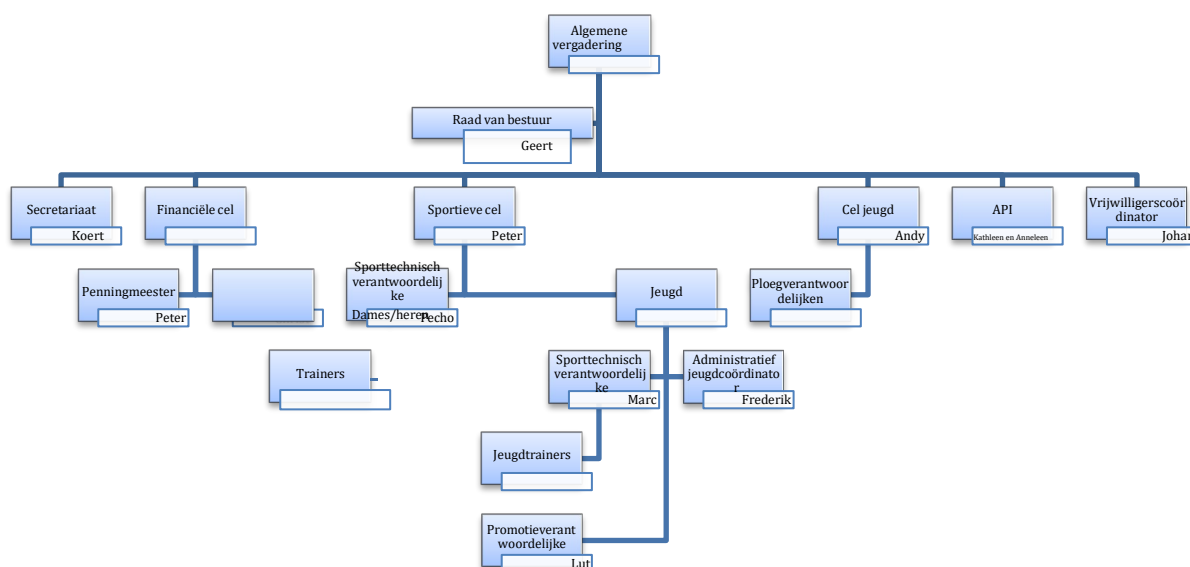 Algemene
vergadering
Raad van bestuur
Geert
Secretariaat
Koert
Financiële cel
Sportieve cel
Peter
Cel jeugd
Andy
API
Kathleen en Anneleen
Vrijwilligerscoör
dinator
Johan
Penningmeester
Peter
Sporttechnisch
verantwoordelij
ke
Dames/heren
Pecho
Jeugd
Ploegverantwoor
delijken
Trainers
Sporttechnisch
verantwoordelij
ke
Marc
Administratief
jeugdcoördinato
r
Frederik
Jeugdtrainers
Promotieverant
woordelijke
Lut